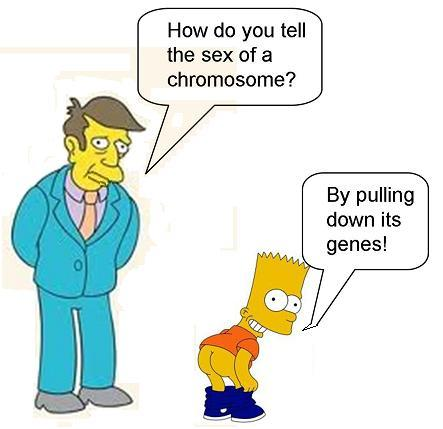 How do you tell
the sex of a
chromosome?
By pulling
down its
genes!